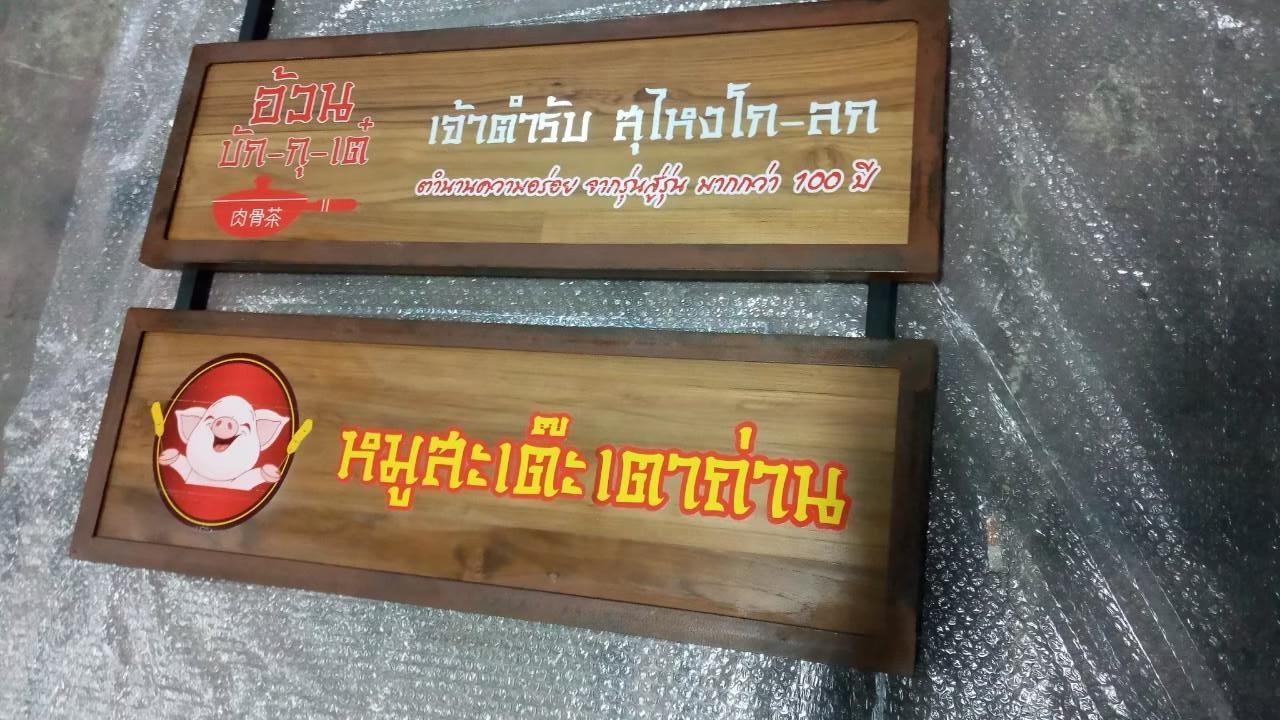 อ้วน
บัก-กุ-เต๋
肉骨茶
เจ้าตำรับ สุไหงโก-ลก
ตำนานความอร่อย จากรุ่นสู่รุ่น มากกว่า 100 ปี
หมูสะเต๊ะเตาถ่าน